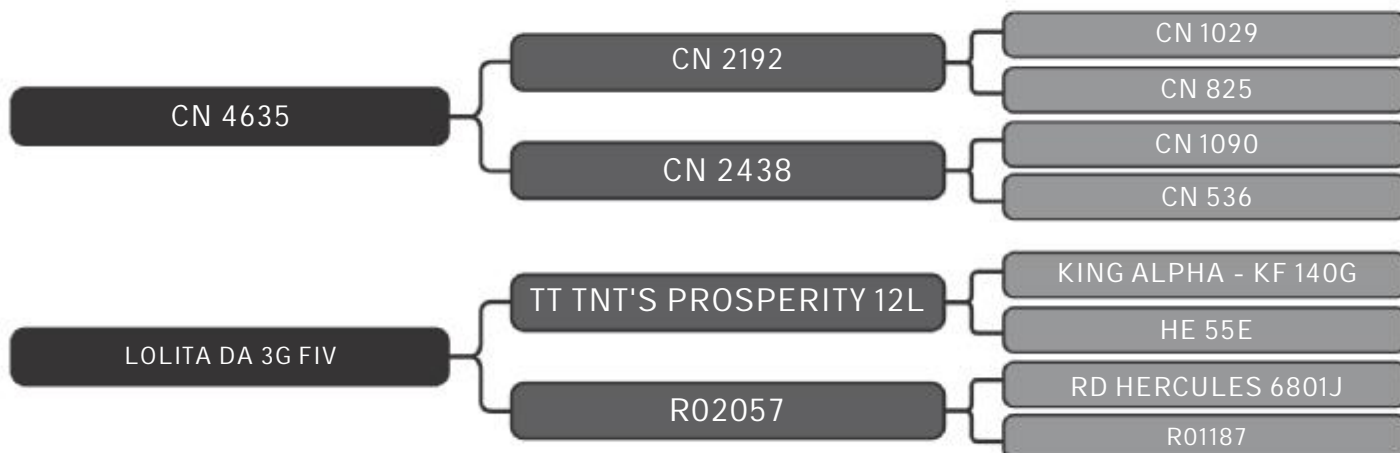 CN 4635
CN 2192
CN 1029
CN 825
CN 2438
CN 1090
CN 536
LOLITA DA 3G FIV
TT TNT'S PROSPERITY 12L
KING ALPHA - KF 140G
HE 55E
R02057
RD HERCULES 6801J
R01187